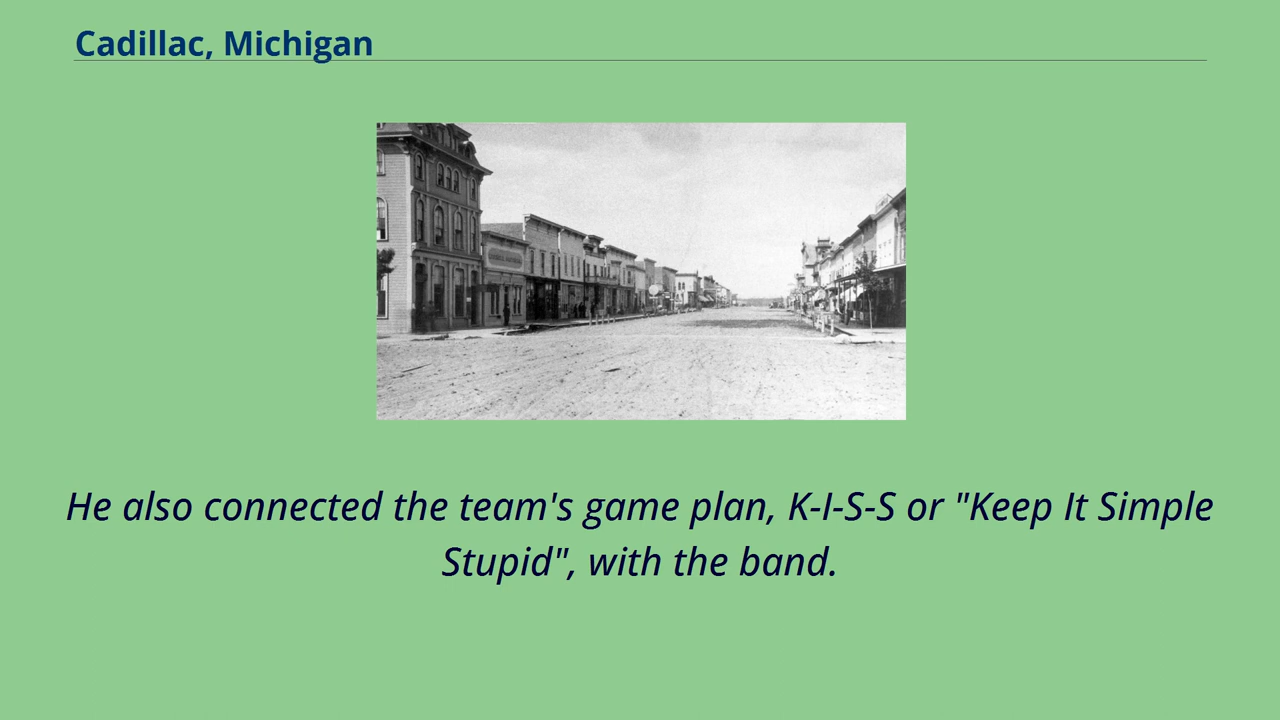 Cadillac, Michigan
He also connected the team's game plan, K-I-S-S or "Keep It Simple
Stupid", with the band.